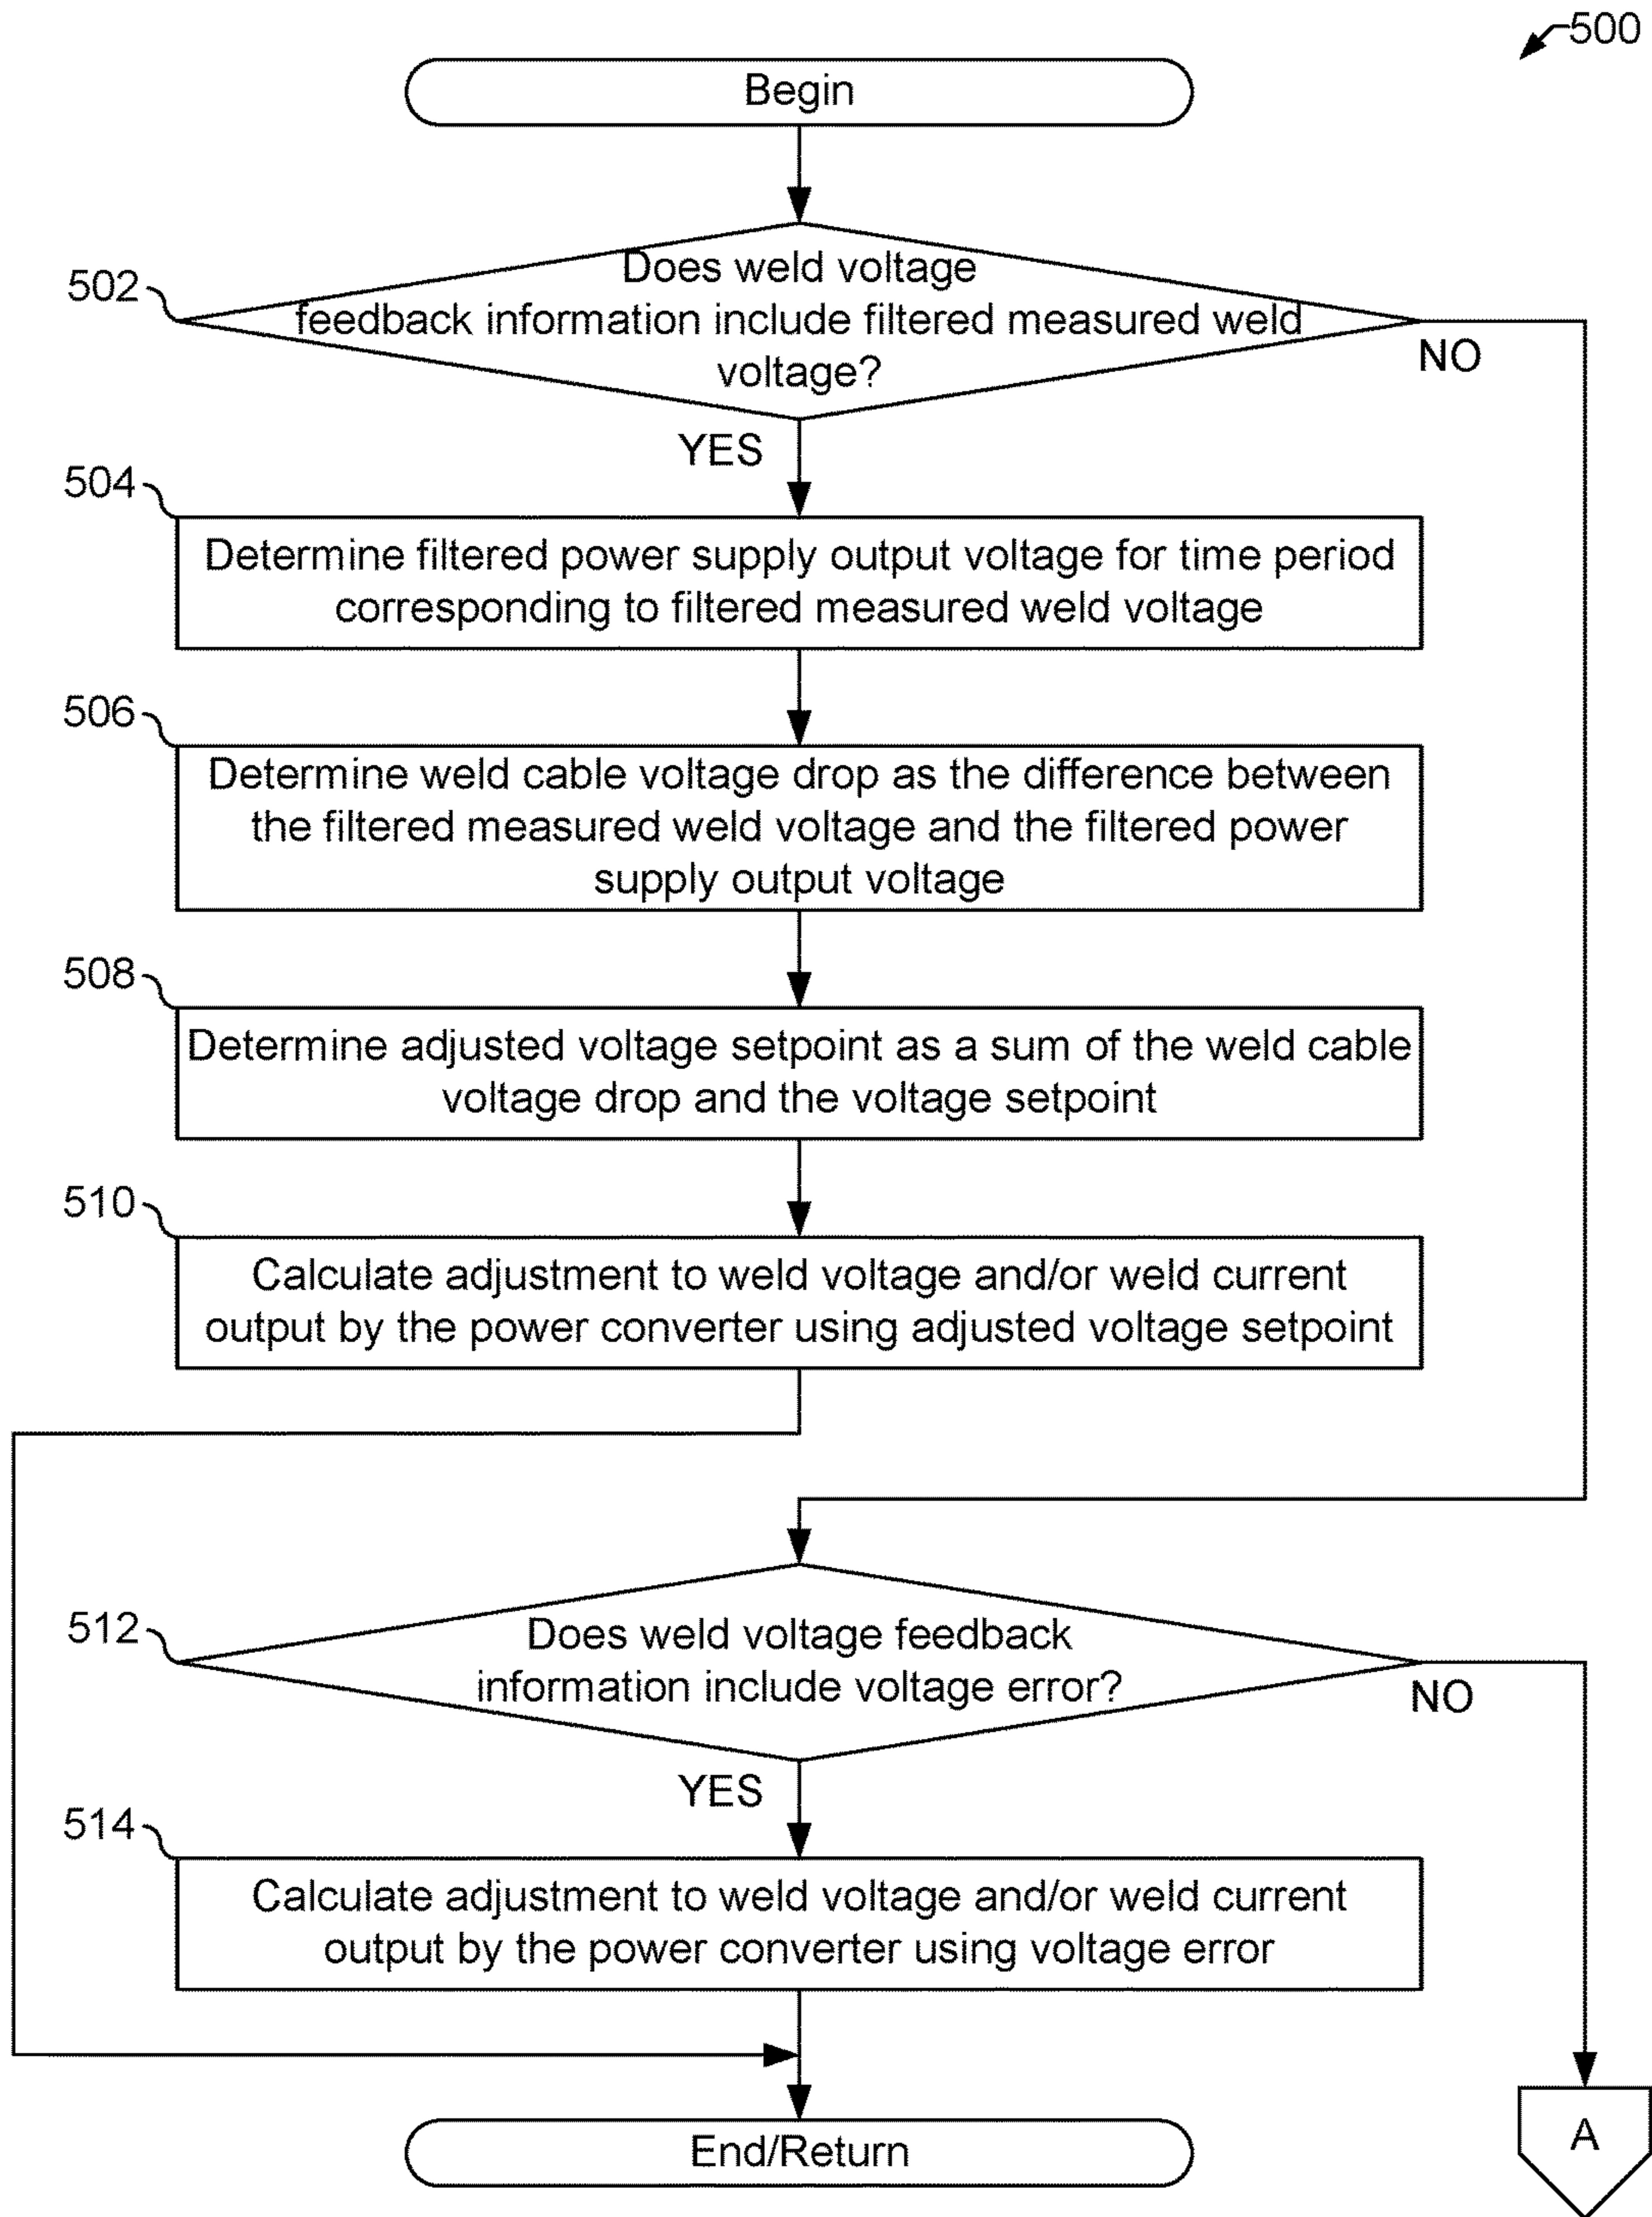 500
Begin
502
Does weld voltage
feedback information include filtered measured weld
voltage?
NO
YES
504
Determine filtered power supply output voltage for time period
corresponding to filtered measured weld voltage
506
Determine weld cable voltage drop as the difference between
the filtered measured weld voltage and the filtered power
supply output voltage
508
Determine adjusted voltage setpoint as a sum of the weld cable
voltage drop and the voltage setpoint
510
Calculate adjustment to weld voltage and/or weld current
output by the power converter using adjusted voltage setpoint
512
Does weld voltage feedback
information include voltage error?
NO
YES
514
Calculate adjustment to weld voltage and/or weld current
output by the power converter using voltage error
End/Return
A